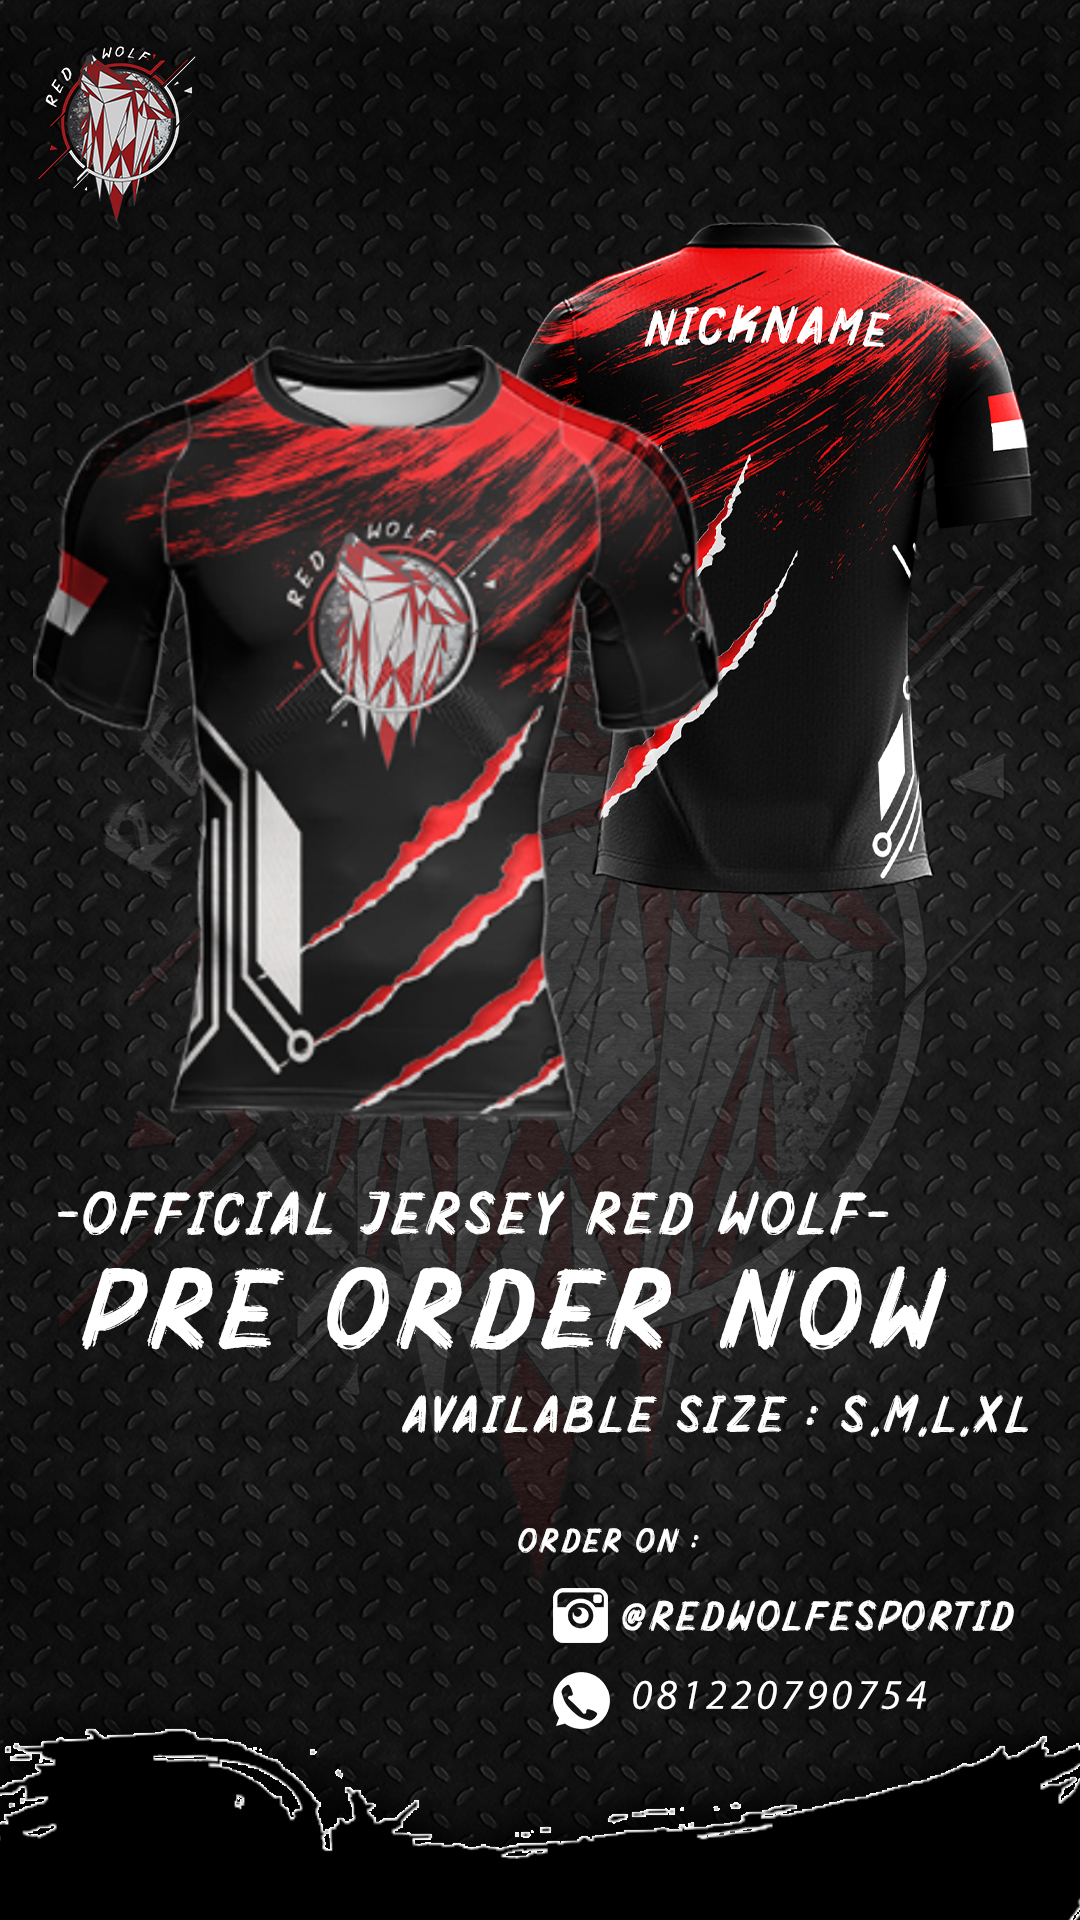 RED WOLF
NICKNAME
RED WOLF
RED
-OFFICIAL JERSEY RED WOLF-
PRE ORDER NOW
AVAILABLE SIZE : S.M.L.XL
ORDER ON :
@REDWOLFESPORTID
081220790754